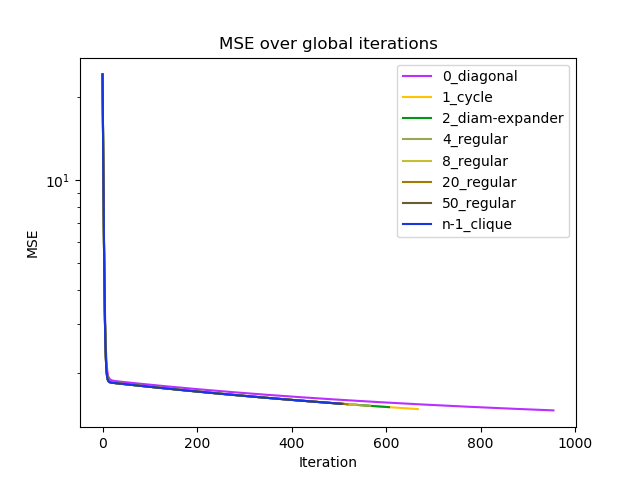 MSE over global iterations
0_diagonal
1_cycle
2_diam-expander
4_regular
8_regular
20_regular
50_regular
n-1_clique
10^1
MSE
0 200 400 600 800 1000
Iteration